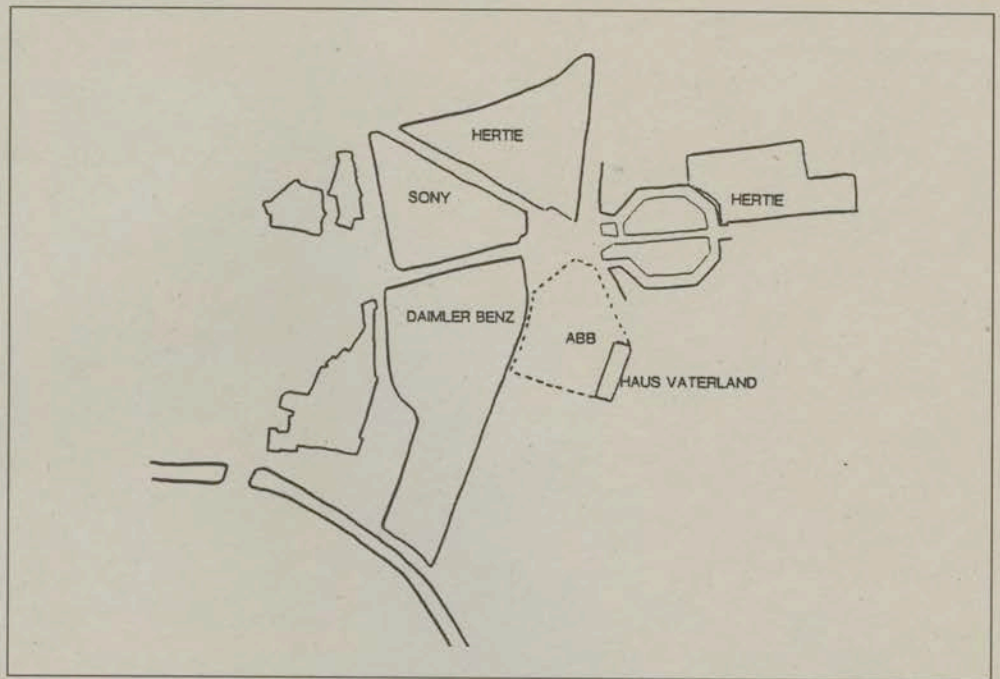 HERTIE
SONY
HERTIE
DAIMLER BENZ
ABB
HAUS VATERLAND